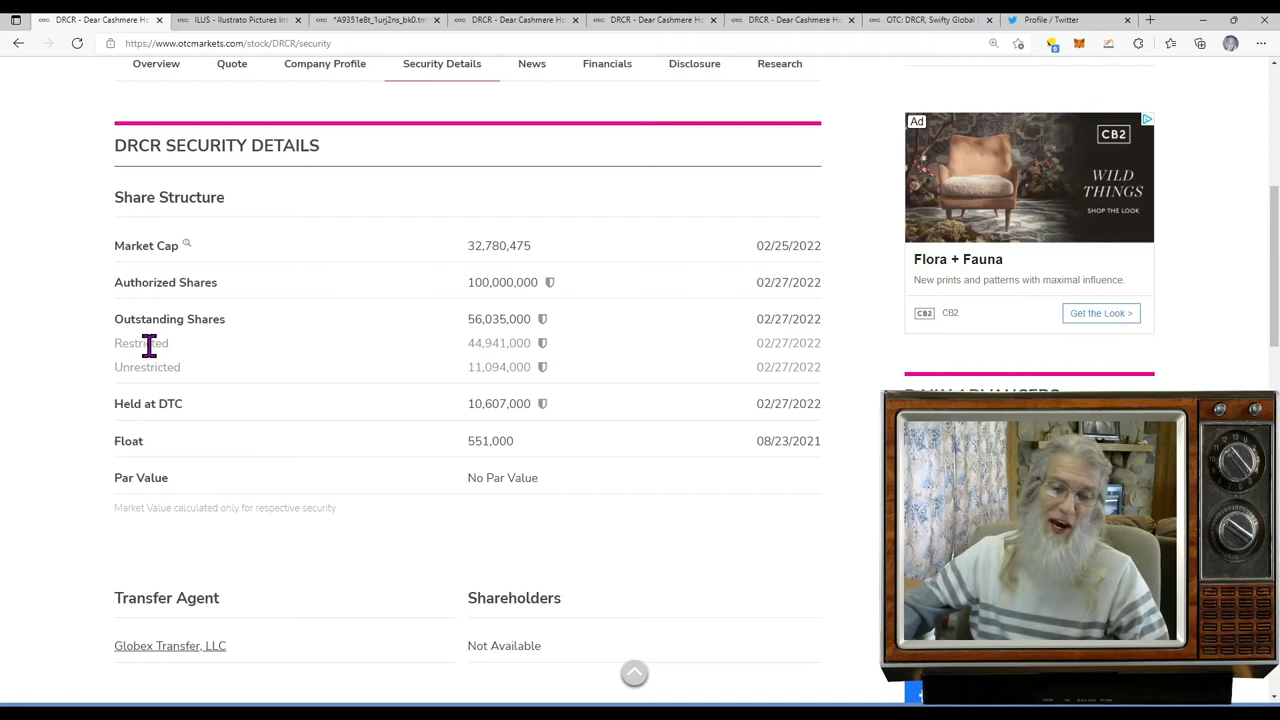 DRCR - Dear Cashmere Ho
ILUS - Ilustrato Pictures Int
*A9351e8t_1urj2ns_bk0.tm
DRCR - Dear Cashmere Ho
DRCR - Dear Cashmere Ho
DRCR - Dear Cashmere Ho
OTC: DRCR, Swifty Global
Profile / Twitter
https://www.otcmarkets.com/stock/DRCR/security
Overview Quote Company Profile Security Details News Financials Disclosure Research
DRCR SECURITY DETAILS
Share Structure
Market Cap 32,780,475 02/25/2022
Authorized Shares 100,000,000 02/27/2022
Outstanding Shares 56,035,000 02/27/2022
Restricted 44,941,000 02/27/2022
Unrestricted 11,094,000 02/27/2022
Held at DTC 10,607,000 02/27/2022
Float 551,000 08/23/2021
Par Value No Par Value
Market Value calculated only for respective security
Transfer Agent Shareholders
Globex Transfer, LLC Not Available
Ad
CB2
WILD
THINGS
SHOP THE LOOK
Flora + Fauna
New prints and patterns with maximal influence.
CB2 CB2 Get the Look >
DAILY ADVANCERS